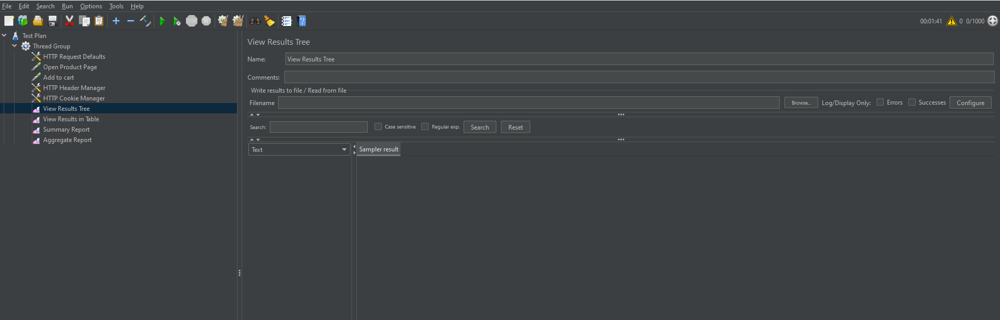 File Edit Search Run Options Tools Help
STOP
00:01:41 0 0/1000
Test Plan
Thread Group
HTTP Request Defaults
Open Product Page
Add to cart
HTTP Header Manager
HTTP Cookie Manager
View Results Tree
View Results in Table
Summary Report
Aggregate Report
View Results Tree
Name: View Results Tree
Comments:
Write results to file / Read from file
Filename Browse... Log/Display Only: Errors Successes Configure
Search: Case sensitive Regular exp. Search Reset
Text Sampler result